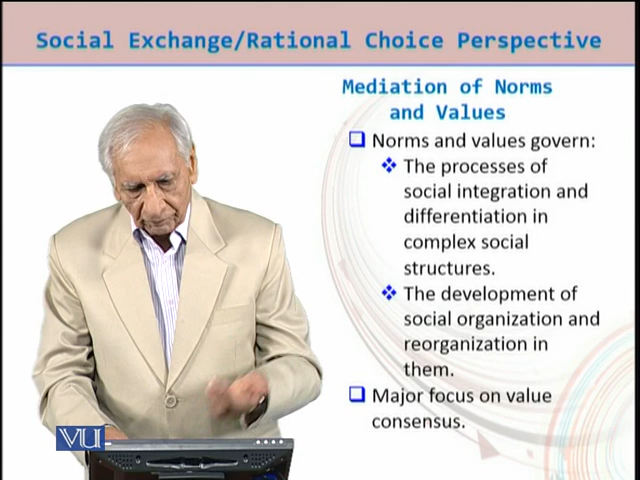 Social Exchange/Rational Choice Perspective
Mediation of Norms
and Values
Norms and values govern:
The processes of
social integration and
differentiation in
complex social
structures.
The development of
social organization and
reorganization in
them.
Major focus on value
consensus.
VU